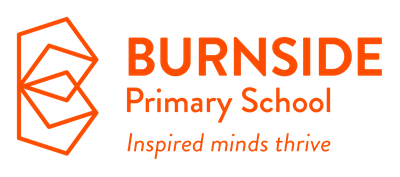 BURNSIDE
Primary School
Inspired minds thrive